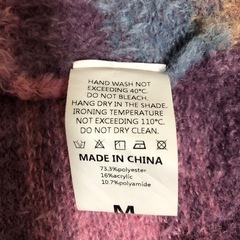 HAND WASH NOT
EXCEEDING 40°C.
DO NOT BLEACH.
HANG DRY IN THE SHADE.
IRONING TEMPERATURE
NOT EXCEEDING 110°C.
DO NOT DRY CLEAN.
MADE IN CHINA
73.3%polyester
16%acrylic
10.7%polyamide
M